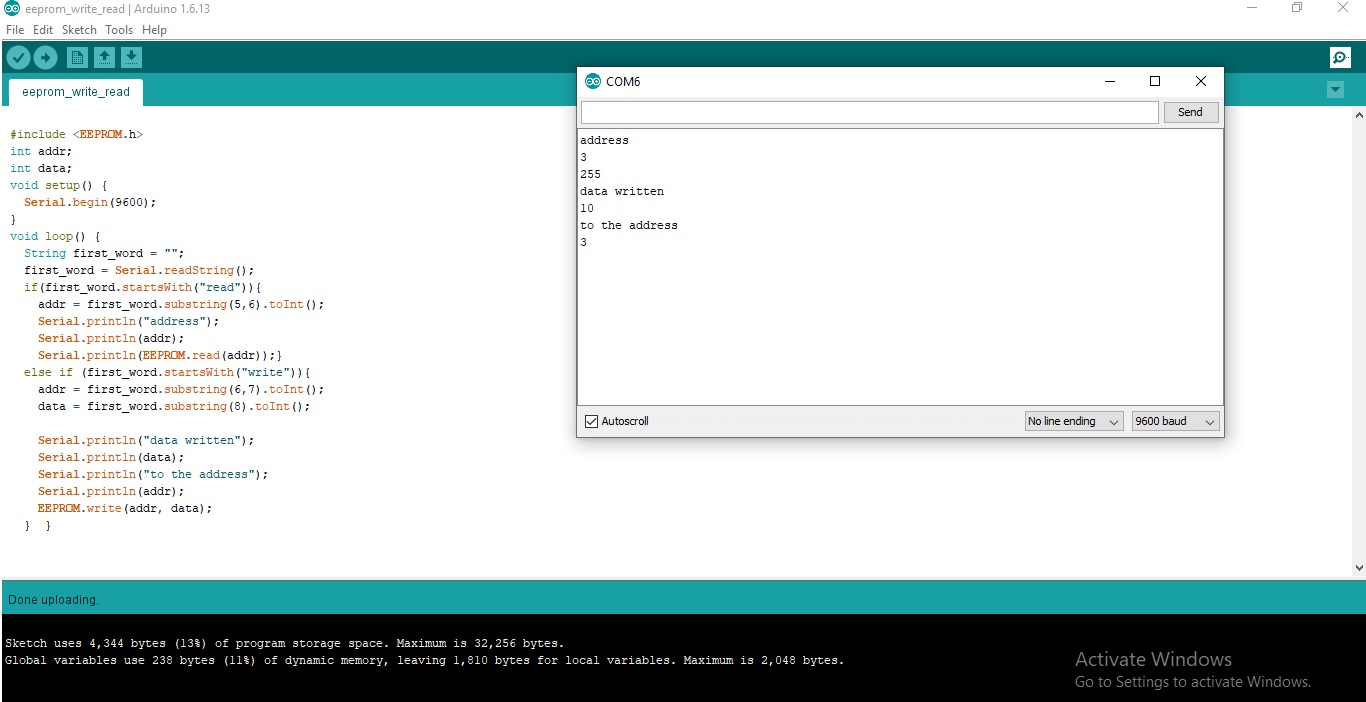 eeprom_write_read | Arduino 1.6.13
File Edit Sketch Tools Help
eeprom_write_read
#include <EEPROM.h>
int addr;
int data;
void setup() {
  Serial.begin(9600);
}
void loop() {
  String first_word = "";
  first_word = Serial.readString();
  if(first_word.startsWith("read")){
    addr = first_word.substring(5,6).toInt();
    Serial.println("address");
    Serial.println(addr);
    Serial.println(EEPROM.read(addr));}
  else if (first_word.startsWith("write")){
    addr = first_word.substring(6,7).toInt();
    data = first_word.substring(8).toInt();
    Serial.println("data written");
    Serial.println(data);
    Serial.println("to the address");
    Serial.println(addr);
    EEPROM.write(addr, data);
  }  }
COM6
Send
address
3
255
data written
10
to the address
3
Autoscroll
No line ending
9600 baud
Done uploading.
Sketch uses 4,344 bytes (13%) of program storage space. Maximum is 32,256 bytes.
Global variables use 238 bytes (11%) of dynamic memory, leaving 1,810 bytes for local variables. Maximum is 2,048 bytes.
Activate Windows
Go to Settings to activate Windows.